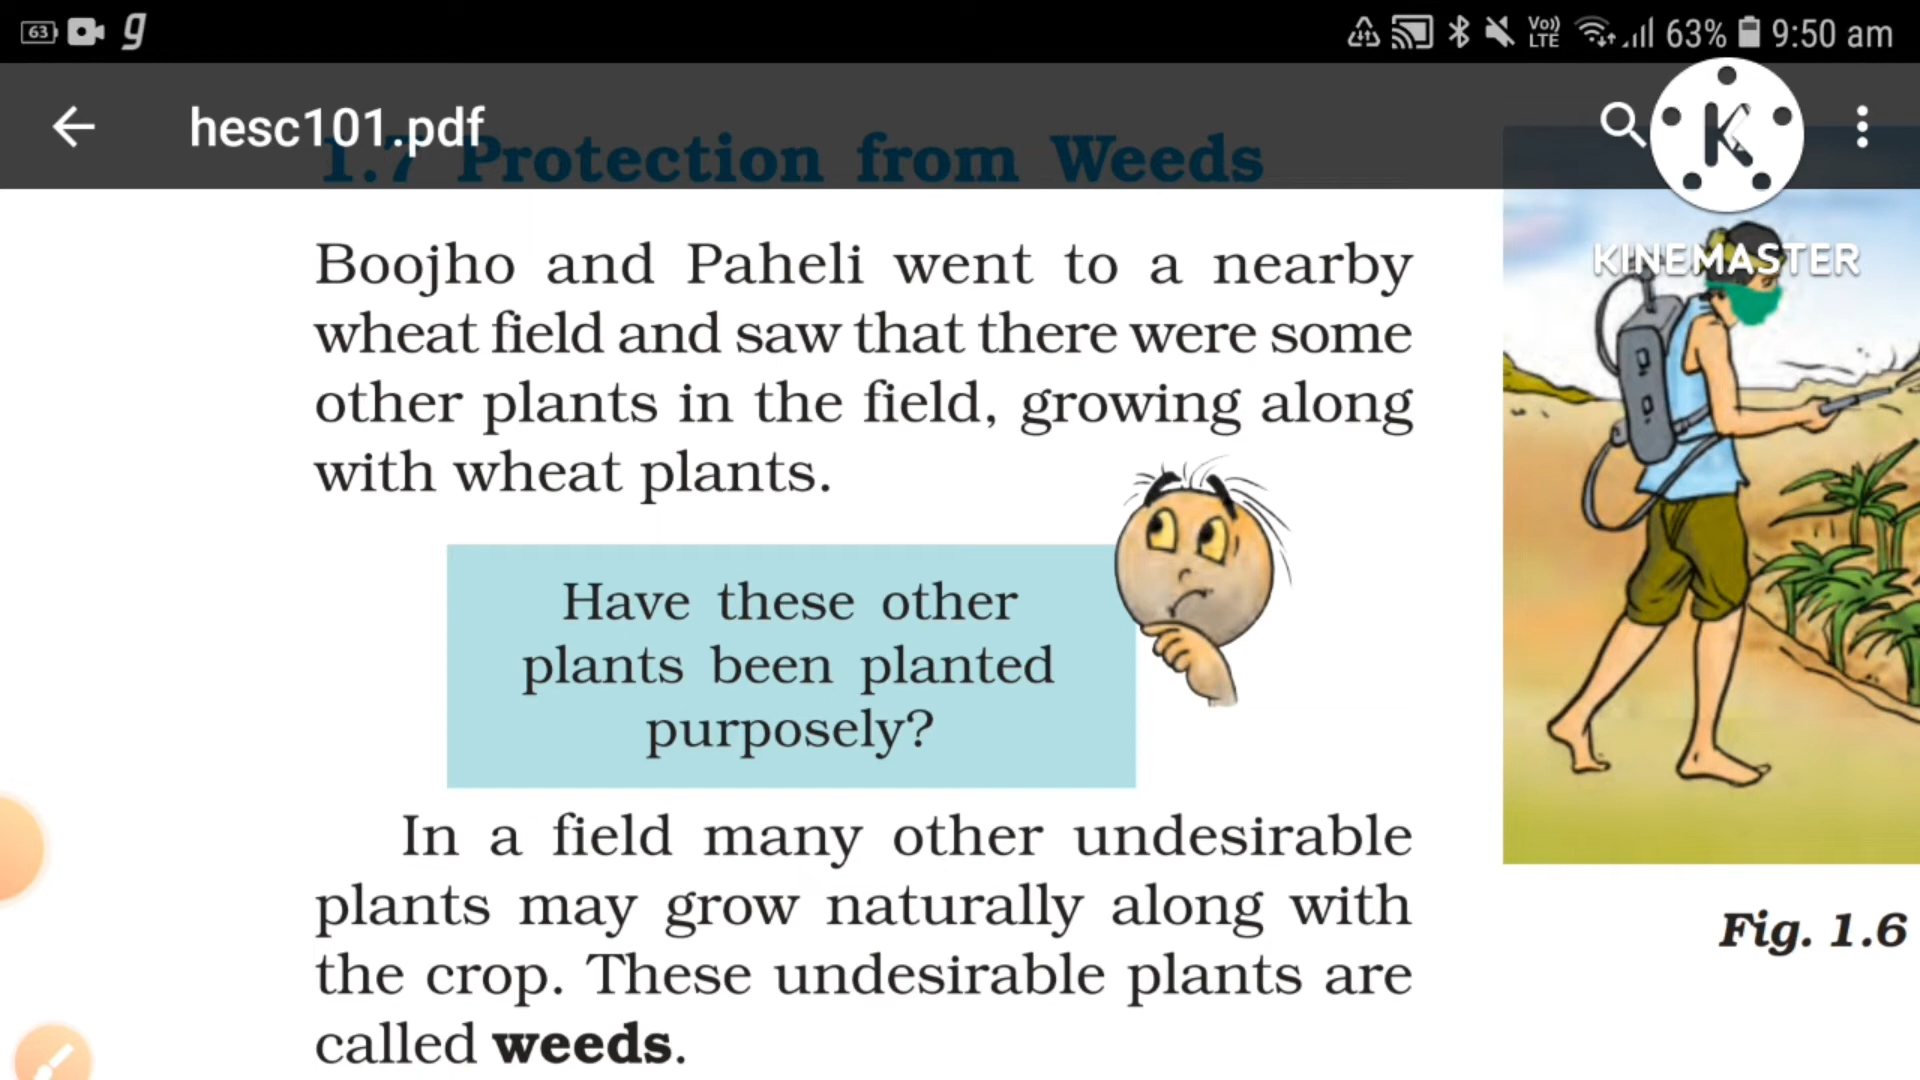 63
g
Vo))
LTE
63%
9:50 am
hesc101.pdf
K
KINEMASTER
1.7 Protection from Weeds
Boojho and Paheli went to a nearby
wheat field and saw that there were some
other plants in the field, growing along
with wheat plants.
Have these other
plants been planted
purposely?
In a field many other undesirable
plants may grow naturally along with
the crop. These undesirable plants are
called weeds.
Fig. 1.6